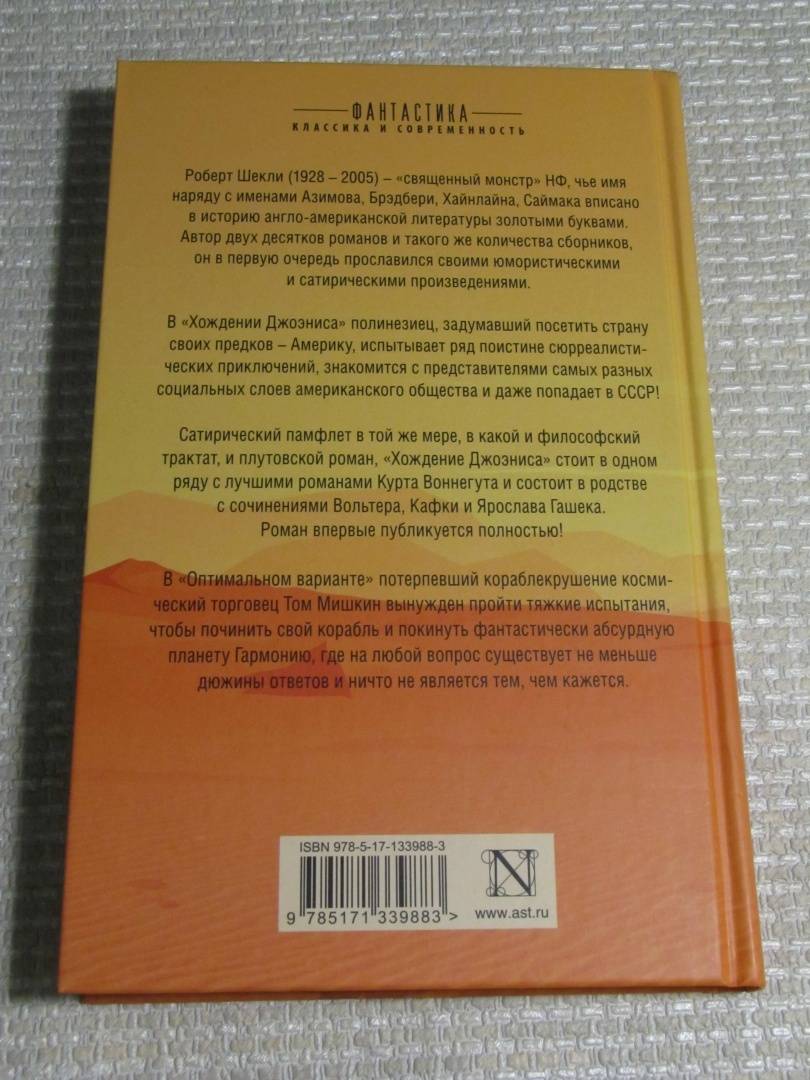 ФАНТАСТИКА
КЛАССИКА И СОВРЕМЕННОСТЬ
Роберт Шекли (1928 – 2005) – «священный монстр» НФ, чье имя
наряду с именами Азимова, Брэдбери, Хайнлайна, Саймака вписано
в историю англо-американской литературы золотыми буквами.
Автор двух десятков романов и такого же количества сборников,
он в первую очередь прославился своими юмористическими
и сатирическими произведениями.
В «Хождении Джоэниса» полинезиец, задумавший посетить страну
своих предков – Америку, испытывает ряд поистине сюрреалисти-
ческих приключений, знакомится с представителями самых разных
социальных слоев американского общества и даже попадает в СССР!
Сатирический памфлет в той же мере, в какой и философский
трактат, и плутовской роман, «Хождение Джоэниса» стоит в одном
ряду с лучшими романами Курта Воннегута и состоит в родстве
с сочинениями Вольтера, Кафки и Ярослава Гашека.
Роман впервые публикуется полностью!
В «Оптимальном варианте» потерпевший кораблекрушение косми-
ческий торговец Том Мишкин вынужден пройти тяжкие испытания,
чтобы починить свой корабль и покинуть фантастически абсурдную
планету Гармонию, где на любой вопрос существует не меньше
дюжины ответов и ничто не является тем, чем кажется.
ISBN 978-5-17-133988-3
9 785171 339883 >
N
www.ast.ru